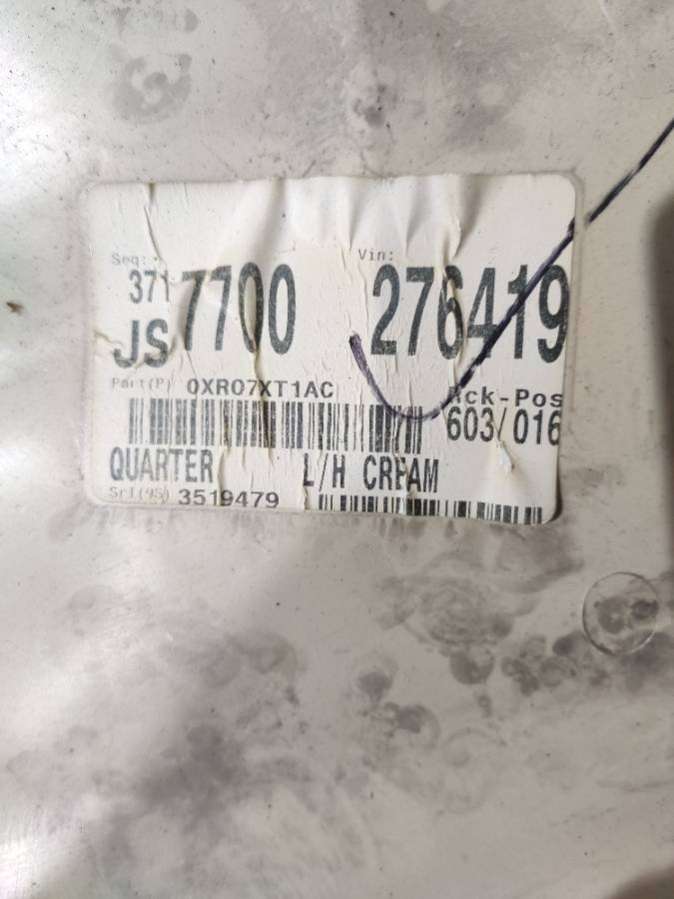 Seq: Vin:
371 7700 276419
JS
Part(P) 0XR07XT1AC Rck-Pos
603/016
QUARTER L/H CREAM
Srl(9S) 3519479